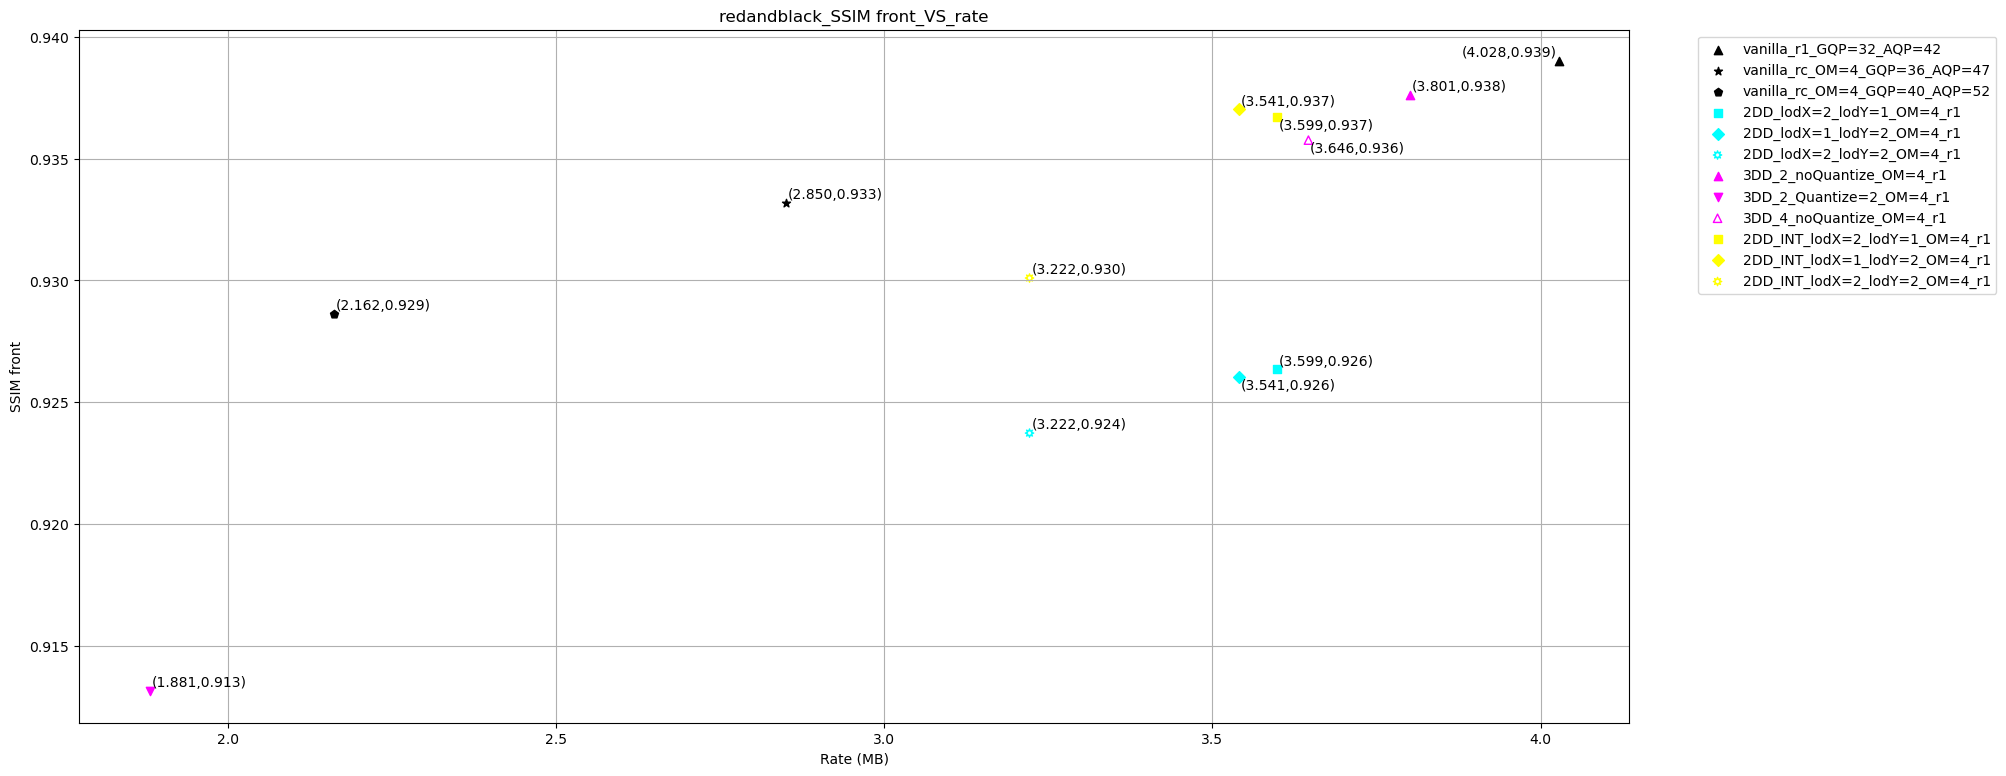 redandblack_SSIM front_VS_rate
0.940
0.935
0.930
0.925
0.920
0.915
SSIM front
2.0
2.5
3.0
3.5
4.0
Rate (MB)
(4.028,0.939)
(3.801,0.938)
(3.541,0.937)
(3.599,0.937)
(3.646,0.936)
(2.850,0.933)
(3.222,0.930)
(2.162,0.929)
(3.599,0.926)
(3.541,0.926)
(3.222,0.924)
(1.881,0.913)
vanilla_r1_GQP=32_AQP=42
vanilla_rc_OM=4_GQP=36_AQP=47
vanilla_rc_OM=4_GQP=40_AQP=52
2DD_lodX=2_lodY=1_OM=4_r1
2DD_lodX=1_lodY=2_OM=4_r1
2DD_lodX=2_lodY=2_OM=4_r1
3DD_2_noQuantize_OM=4_r1
3DD_2_Quantize=2_OM=4_r1
3DD_4_noQuantize_OM=4_r1
2DD_INT_lodX=2_lodY=1_OM=4_r1
2DD_INT_lodX=1_lodY=2_OM=4_r1
2DD_INT_lodX=2_lodY=2_OM=4_r1